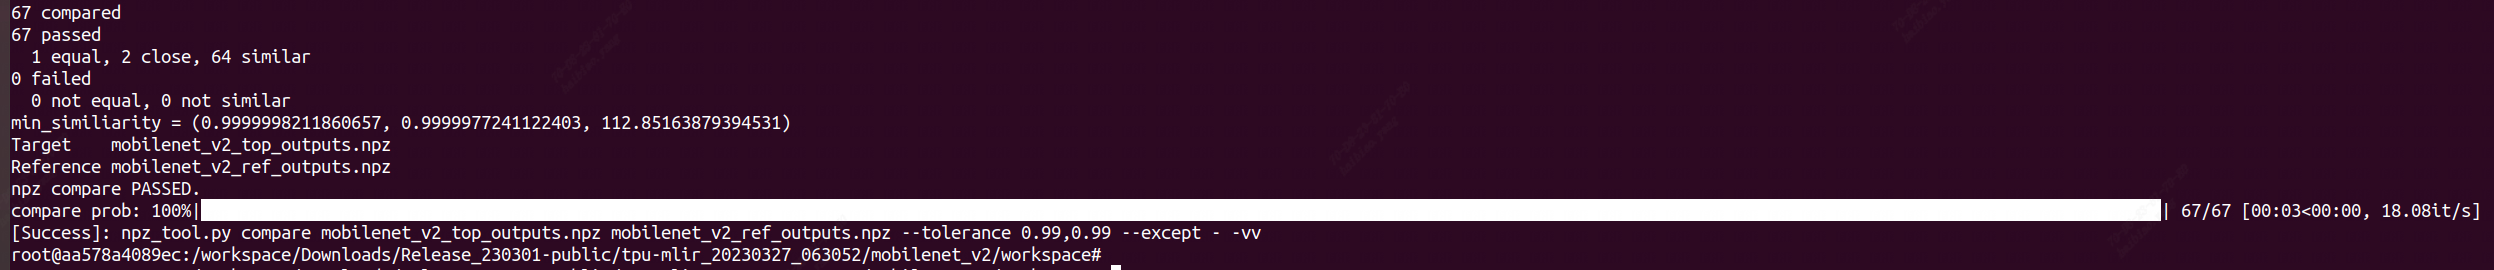 67 compared
67 passed
  1 equal, 2 close, 64 similar
0 failed
  0 not equal, 0 not similar
min_similiarity = (0.9999998211860657, 0.9999977241122403, 112.85163879394531)
Target    mobilenet_v2_top_outputs.npz
Reference mobilenet_v2_ref_outputs.npz
npz compare PASSED.
compare prob: 100%|| 67/67 [00:03<00:00, 18.08it/s]
[Success]: npz_tool.py compare mobilenet_v2_top_outputs.npz mobilenet_v2_ref_outputs.npz --tolerance 0.99,0.99 --except - -vv
root@aa578a4089ec:/workspace/Downloads/Release_230301-public/tpu-mlir_20230327_063052/mobilenet_v2/workspace#